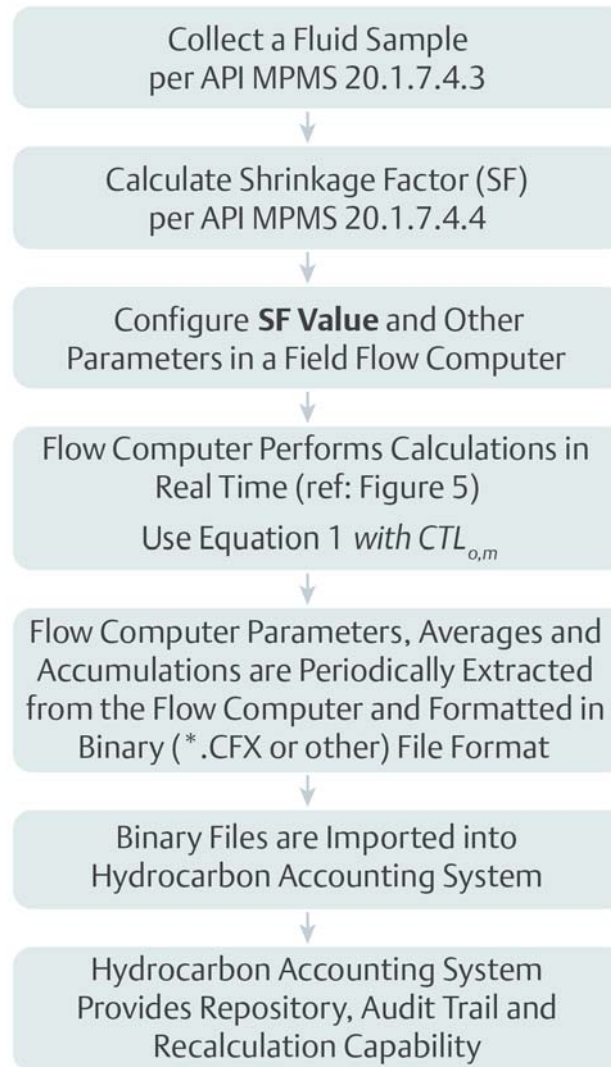 Collect a Fluid Sample
per API MPMS 20.1.7.4.3
Calculate Shrinkage Factor (SF)
per API MPMS 20.1.7.4.4
Configure SF Value and Other
Parameters in a Field Flow Computer
Flow Computer Performs Calculations in
Real Time (ref: Figure 5)
Use Equation 1 with CTLo,m
Flow Computer Parameters, Averages and
Accumulations are Periodically Extracted
from the Flow Computer and Formatted in
Binary (*.CFX or other) File Format
Binary Files are Imported into
Hydrocarbon Accounting System
Hydrocarbon Accounting System
Provides Repository, Audit Trail and
Recalculation Capability